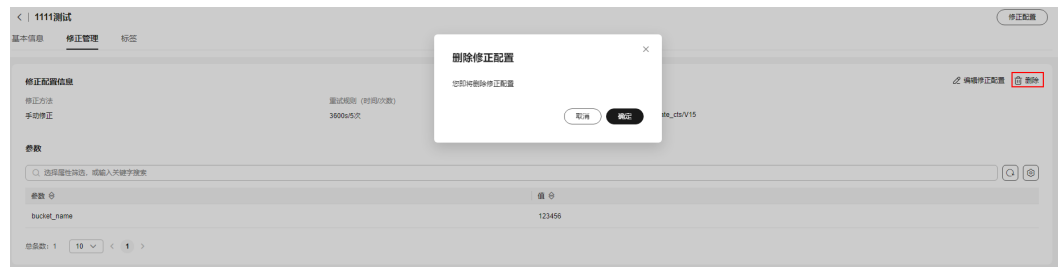 1111测试
修正配置
基本信息 修正管理 标签
删除修正配置
您即将删除修正配置
取消 确定
修正配置信息
编辑修正配置 删除
修正方法 重试规则 (时间/次数)
手动修正 3600s/5次 ate_cts/V15
参数
选择属性筛选，或输入关键字搜索
参数 值
bucket_name 123456
总条数: 1 10 1